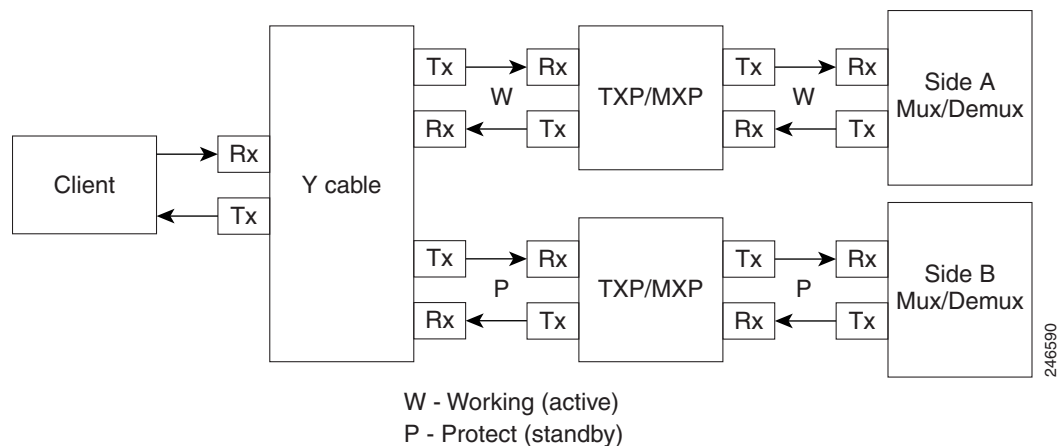 Tx
Rx
Tx
Rx
W
W
TXP/MXP
Side A
Mux/Demux
Rx
Tx
Rx
Tx
Rx
Client
Y cable
Tx
Tx
Rx
Tx
Rx
P
P
TXP/MXP
Side B
Mux/Demux
Rx
Tx
Rx
Tx
246590
W - Working (active)
P - Protect (standby)